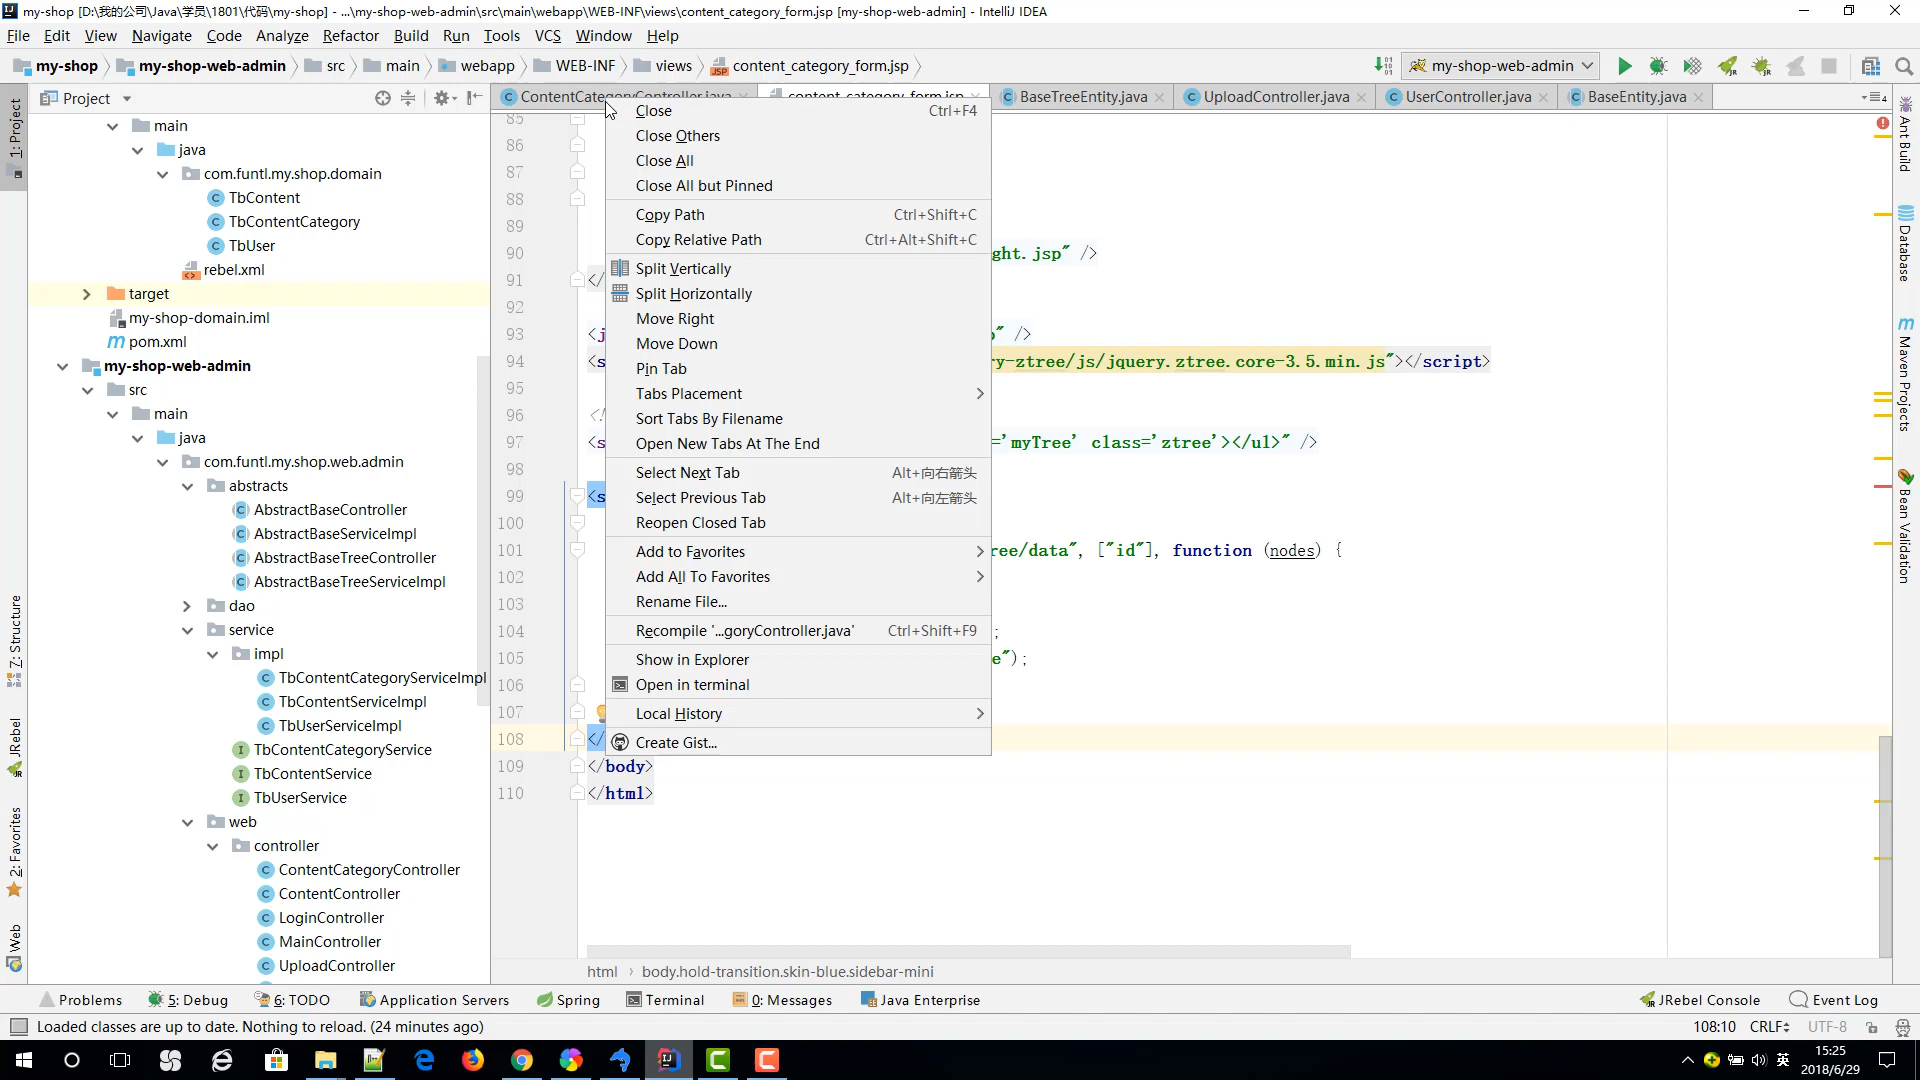 my-shop [D:\我的公司\Java\学员\1801\代码\my-shop] - ...\my-shop-web-admin\src\main\webapp\WEB-INF\views\content_category_form.jsp [my-shop-web-admin] - IntelliJ IDEA
File Edit View Navigate Code Analyze Refactor Build Run Tools VCS Window Help
my-shop my-shop-web-admin src main webapp WEB-INF views content_category_form.jsp
my-shop-web-admin
Project
ContentCategoryController.java content_category_form.jsp BaseTreeEntity.java UploadController.java UserController.java BaseEntity.java
1: Project
7: Structure
JRebel
2: Favorites
Web
main
java
com.funtl.my.shop.domain
TbContent
TbContentCategory
TbUser
rebel.xml
target
my-shop-domain.iml
pom.xml
my-shop-web-admin
src
main
java
com.funtl.my.shop.web.admin
abstracts
AbstractBaseController
AbstractBaseServiceImpl
AbstractBaseTreeController
AbstractBaseTreeServiceImpl
dao
service
impl
TbContentCategoryServiceImpl
TbContentServiceImpl
TbUserServiceImpl
TbContentCategoryService
TbContentService
TbUserService
web
controller
ContentCategoryController
ContentController
LoginController
MainController
UploadController
Close Ctrl+F4
Close Others
Close All
Close All but Pinned
Copy Path Ctrl+Shift+C
Copy Relative Path Ctrl+Alt+Shift+C
Split Vertically
Split Horizontally
Move Right
Move Down
Pin Tab
Tabs Placement
Sort Tabs By Filename
Open New Tabs At The End
Select Next Tab Alt+向右箭头
Select Previous Tab Alt+向左箭头
Reopen Closed Tab
Add to Favorites
Add All To Favorites
Rename File...
Recompile '...goryController.java' Ctrl+Shift+F9
Show in Explorer
Open in terminal
Local History
Create Gist...
85
86
87
88
89
90 ght.jsp" />
91 </
92
93 <j " />
94 <s y-ztree/js/jquery.ztree.core-3.5.min.js"></script>
95
96 <!
97 <s ='myTree' class='ztree'></ul>" />
98
99 <s
100
101 ree/data", ["id"], function (nodes) {
102
103
104 ;
105 e");
106
107
108 </
109 </body>
110 </html>
html body.hold-transition.skin-blue.sidebar-mini
Ant Build
Database
Maven Projects
Bean Validation
Problems 5: Debug 6: TODO Application Servers Spring Terminal 0: Messages Java Enterprise JRebel Console Event Log
Loaded classes are up to date. Nothing to reload. (24 minutes ago) 108:10 CRLF UTF-8
英
15:25
2018/6/29